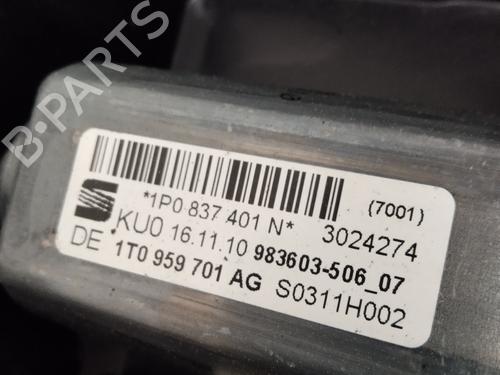 B-PARTS
*1P0 837 401 N*
(7001)
KU0 16.11.10 983603-506_07
3024274
DE 1T0 959 701 AG S0311H002